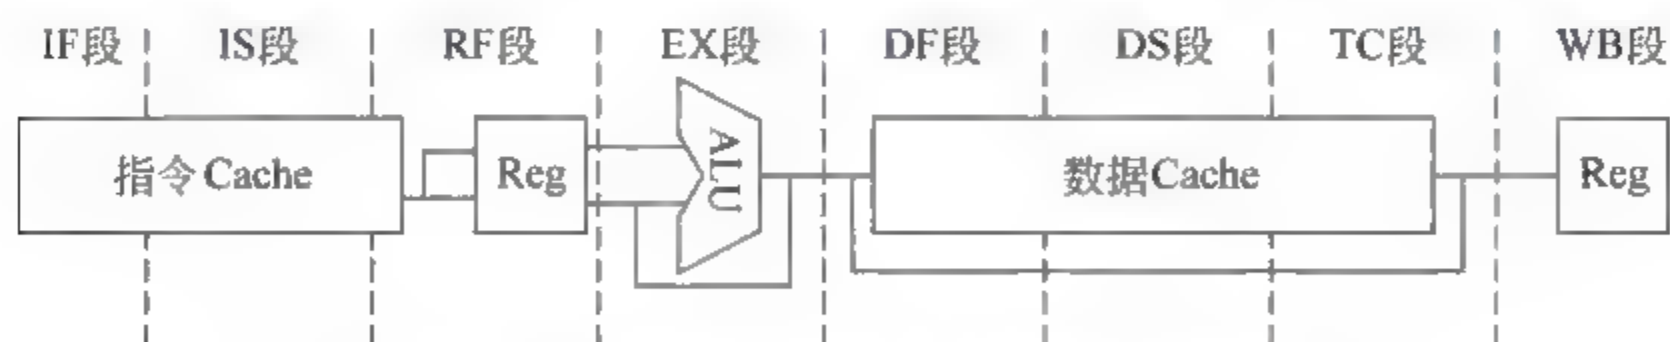 IF段 IS段 RF段 EX段 DF段 DS段 TC段 WB段
指令Cache Reg ALU 数据Cache Reg